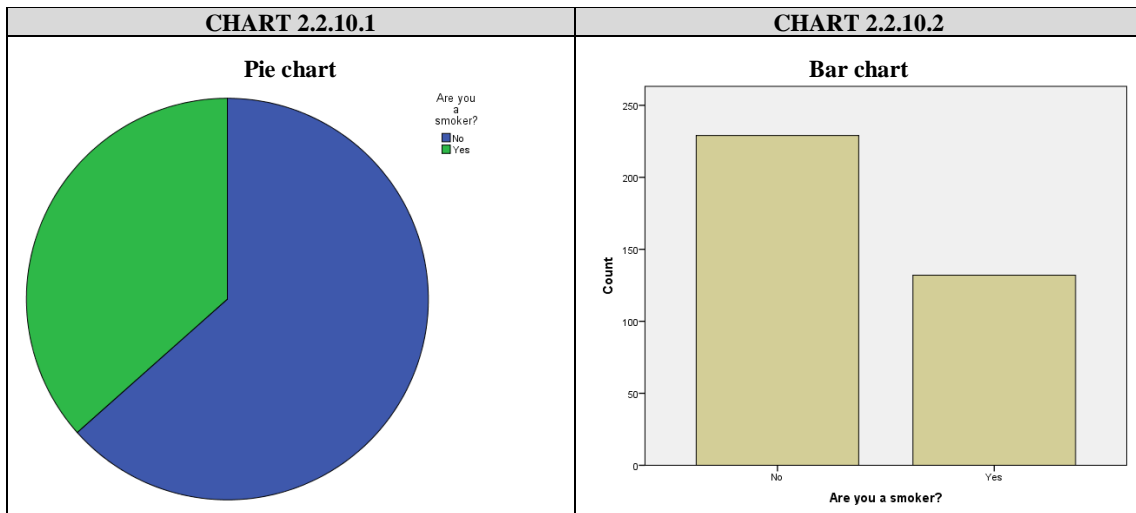 CHART 2.2.10.1
CHART 2.2.10.2
Pie chart
Are you
a
smoker?
No
Yes
Bar chart
250
200
150
100
50
0
Count
No
Yes
Are you a smoker?